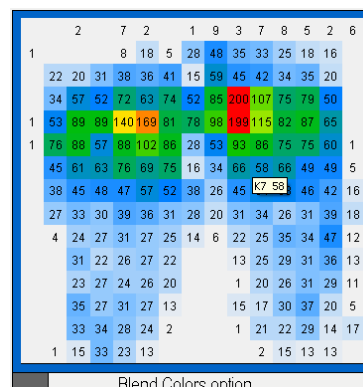 2 7 2 1 9 3 7 5 2 6
1 8 18 5 28 48 35 33 25 18 16
22 20 31 38 36 41 15 59 45 42 34 35 20
34 57 52 72 63 74 52 85 200 107 75 79 50
1 53 89 89 140 169 81 78 98 199 115 82 87 65
1 76 88 57 88 102 86 28 53 93 86 75 75 60 1
45 61 63 76 69 75 16 34 66 58 66 49 49 5
38 45 48 47 57 52 38 26 45 46 42 16
K7 58
27 33 30 39 36 31 28 20 31 34 26 31 39 18
4 24 27 31 27 25 14 6 22 25 35 34 47 12
31 22 26 27 22 13 25 29 31 36 13
23 27 24 26 20 1 20 26 31 29 11
35 27 31 27 13 15 17 30 37 20 5
33 34 28 24 2 1 21 22 29 14 17
1 15 33 23 13 2 15 13 13
Blend Colors option